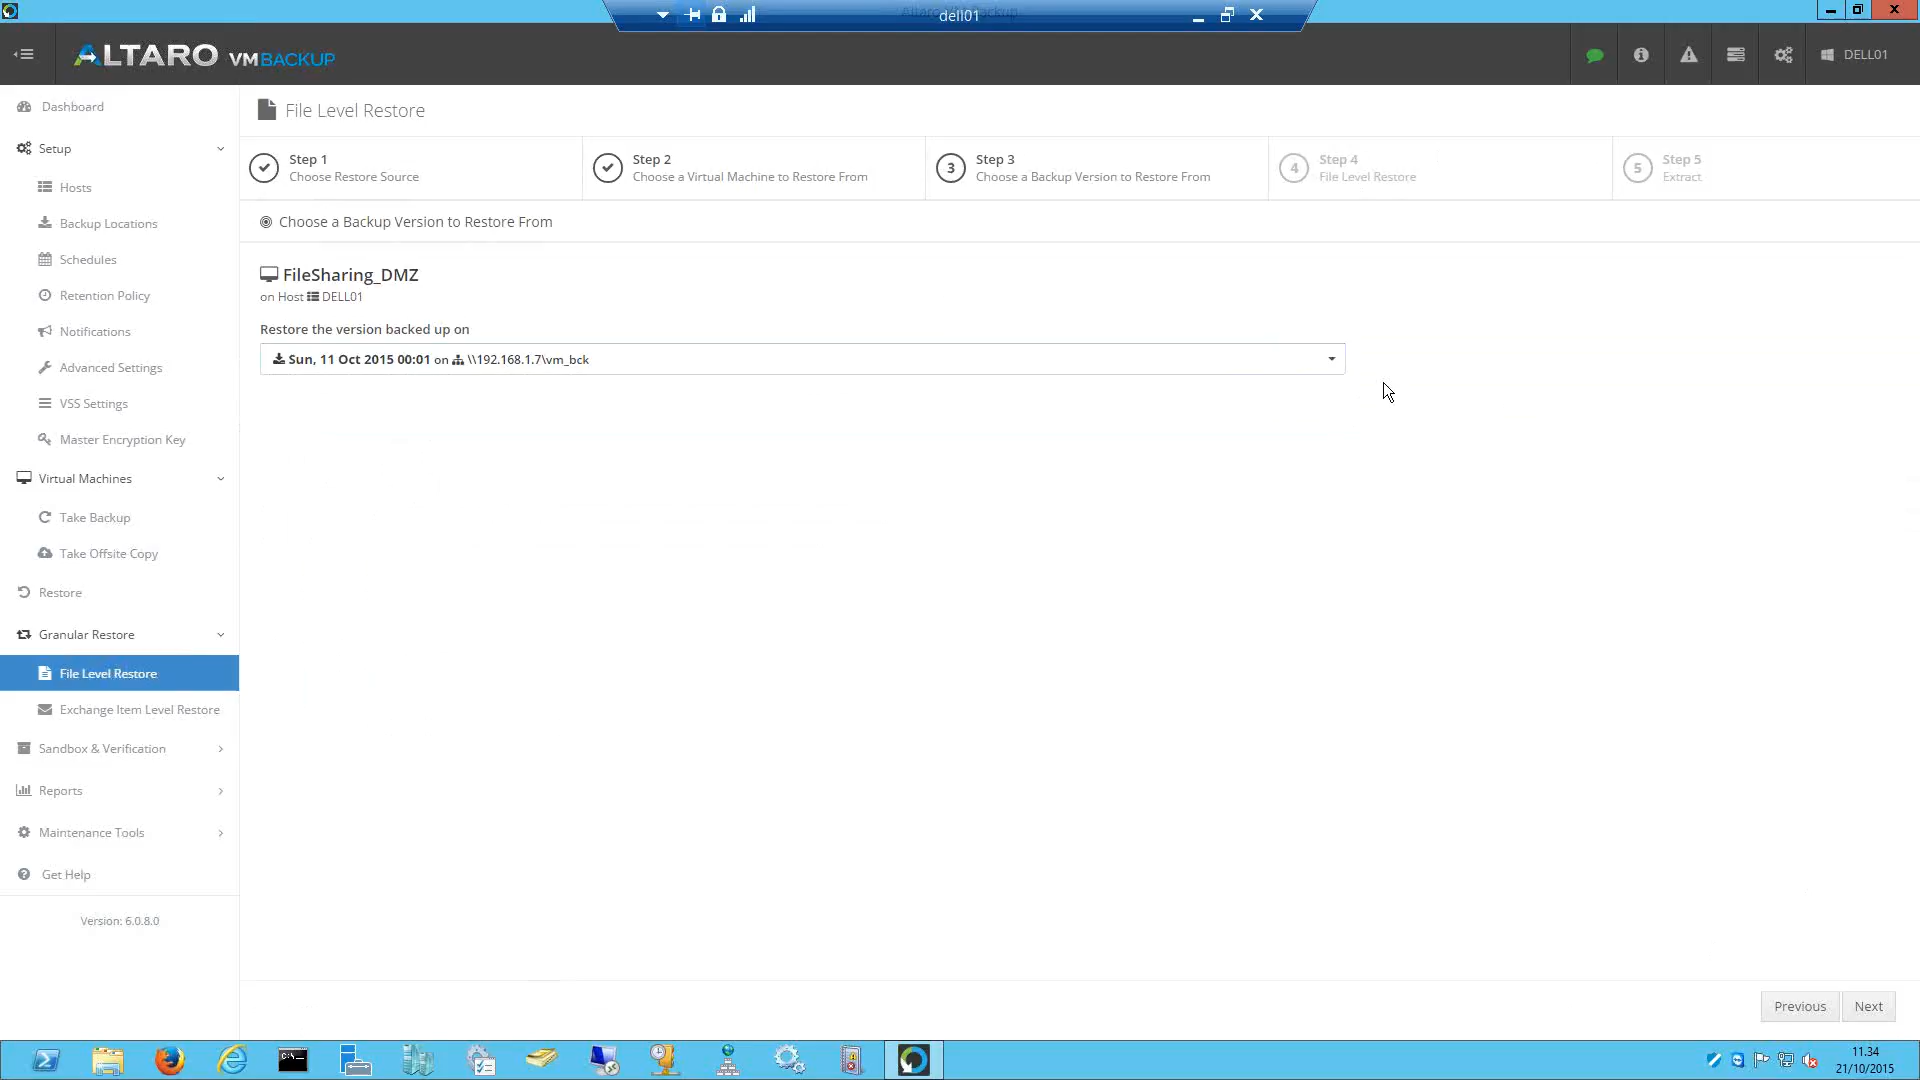 dell01
ALTARO VMBACKUP
DELL01
Dashboard
Setup
Hosts
Backup Locations
Schedules
Retention Policy
Notifications
Advanced Settings
VSS Settings
Master Encryption Key
Virtual Machines
Take Backup
Take Offsite Copy
Restore
Granular Restore
File Level Restore
Exchange Item Level Restore
Sandbox & Verification
Reports
Maintenance Tools
Get Help
Version: 6.0.8.0
File Level Restore
Step 1
Choose Restore Source
Step 2
Choose a Virtual Machine to Restore From
3
Step 3
Choose a Backup Version to Restore From
4
Step 4
File Level Restore
5
Step 5
Extract
Choose a Backup Version to Restore From
FileSharing_DMZ
on Host DELL01
Restore the version backed up on
Sun, 11 Oct 2015 00:01 on \\192.168.1.7\vm_bck
Previous
Next
11.34
21/10/2015